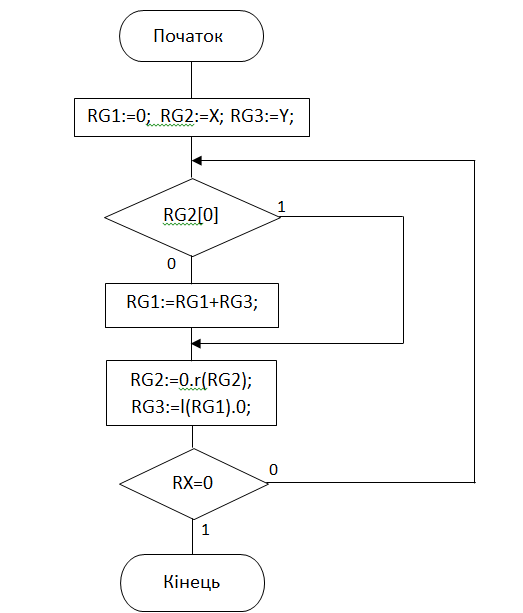 Початок
RG1:=0; RG2:=X; RG3:=Y;
RG2[0]
1
0
RG1:=RG1+RG3;
RG2:=0.r(RG2);
RG3:=l(RG1).0;
RX=0
0
1
Кінець